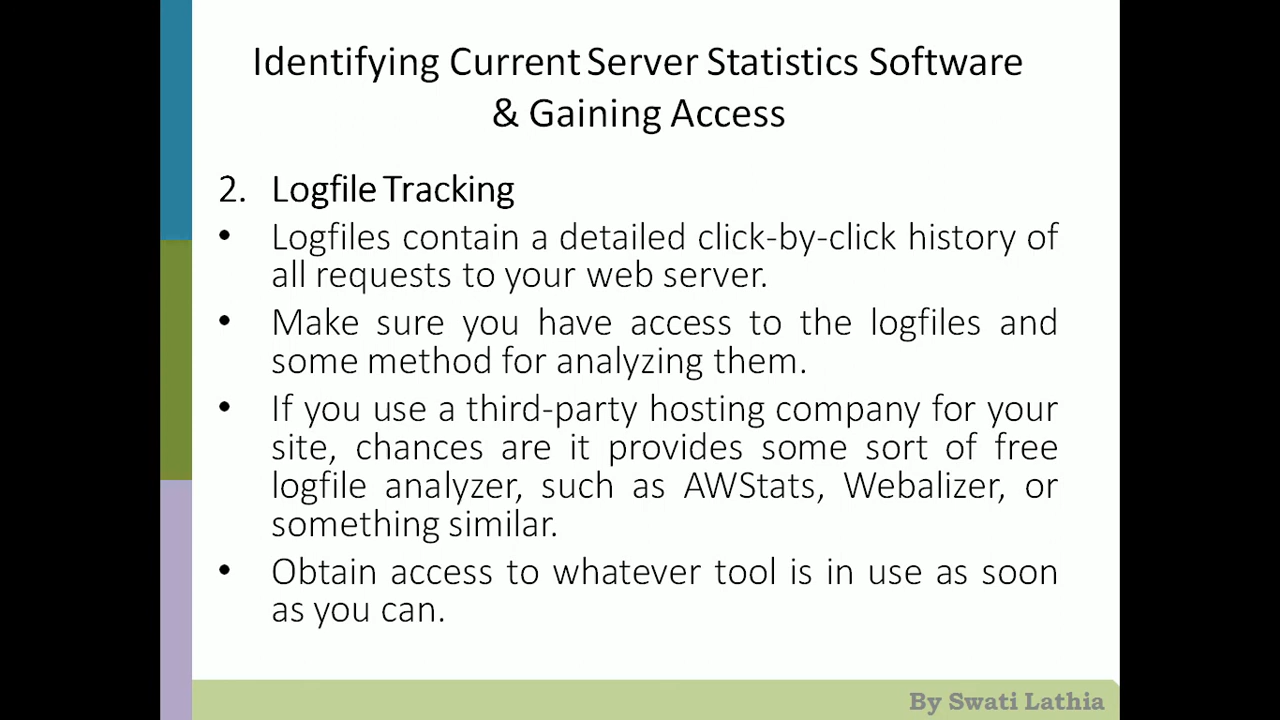 Identifying Current Server Statistics Software
& Gaining Access
2. Logfile Tracking
• Logfiles contain a detailed click-by-click history of
all requests to your web server.
• Make sure you have access to the logfiles and
some method for analyzing them.
• If you use a third-party hosting company for your
site, chances are it provides some sort of free
logfile analyzer, such as AWStats, Webalizer, or
something similar.
• Obtain access to whatever tool is in use as soon
as you can.
By Swati Lathia